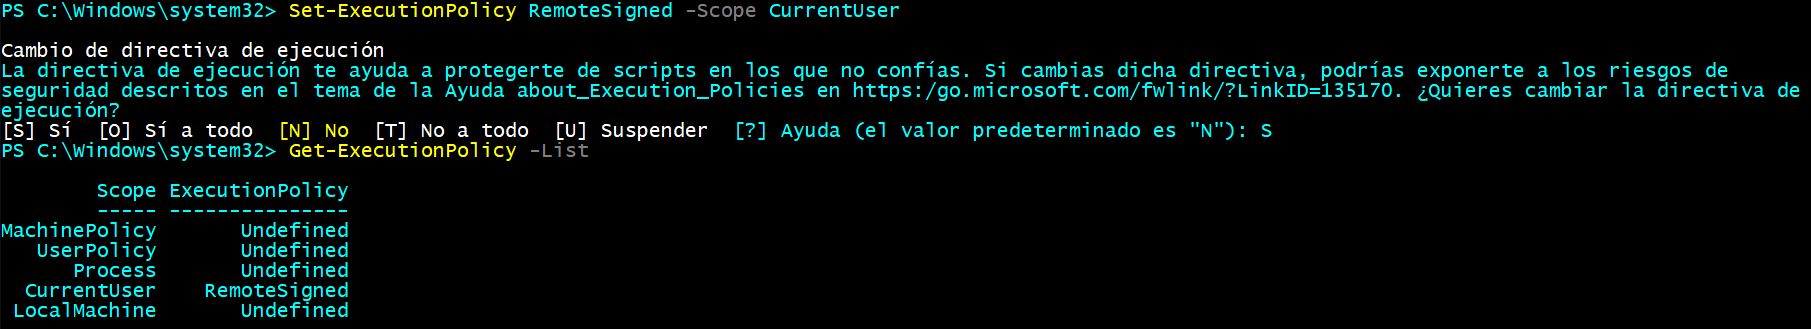 PS C:\Windows\system32> Set-ExecutionPolicy RemoteSigned -Scope CurrentUser
Cambio de directiva de ejecución
La directiva de ejecución te ayuda a protegerte de scripts en los que no confías. Si cambias dicha directiva, podrías exponerte a los riesgos de
seguridad descritos en el tema de la Ayuda about_Execution_Policies en https:/go.microsoft.com/fwlink/?LinkID=135170. ¿Quieres cambiar la directiva de
ejecución?
[S] Sí  [O] Sí a todo  [N] No  [T] No a todo  [U] Suspender  [?] Ayuda (el valor predeterminado es "N"): S
PS C:\Windows\system32> Get-ExecutionPolicy -List
Scope ExecutionPolicy
----- ---------------
MachinePolicy Undefined
UserPolicy Undefined
Process Undefined
CurrentUser RemoteSigned
LocalMachine Undefined